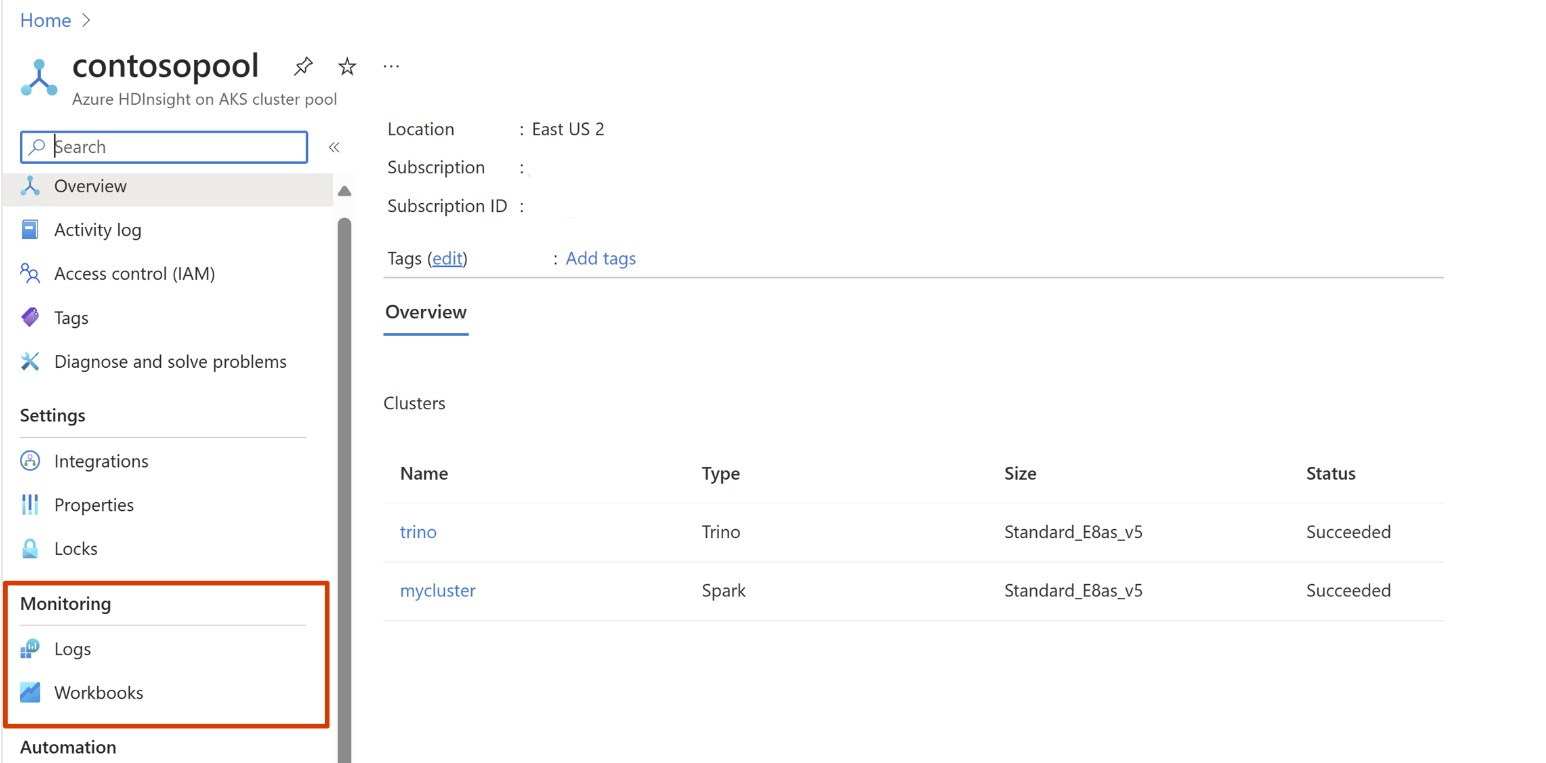 Home >
contosopool ...
Azure HDInsight on AKS cluster pool
Search «
Overview
Activity log
Access control (IAM)
Tags
Diagnose and solve problems
Settings
Integrations
Properties
Locks
Monitoring
Logs
Workbooks
Automation
Location : East US 2
Subscription :
Subscription ID :
Tags (edit) : Add tags
Overview
Clusters
Name Type Size Status
trino Trino Standard_E8as_v5 Succeeded
mycluster Spark Standard_E8as_v5 Succeeded